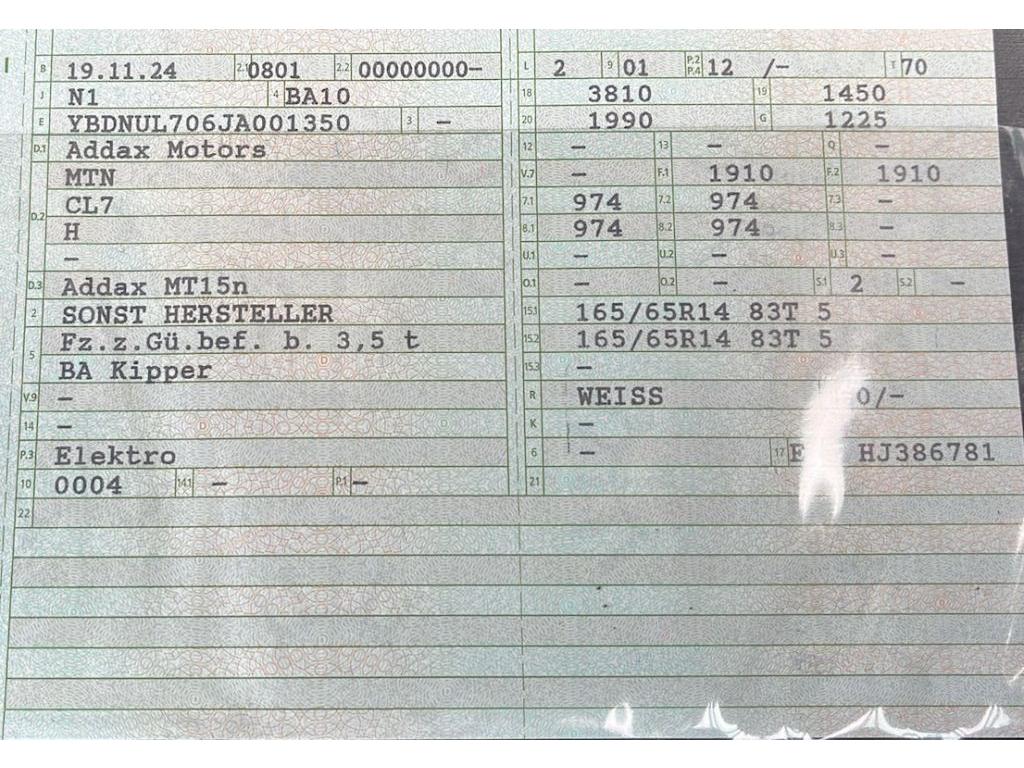 B 19.11.24 2.1 0801 2.2 00000000-
J N1 4 BA10
E YBDNUL706JA001350 3 -
D.1 Addax Motors
MTN
D.2 CL7
H
-
D.3 Addax MT15n
2 SONST HERSTELLER
5 Fz.z.Gü.bef. b. 3,5 t
BA Kipper
V.9 -
14 -
P.3 Elektro
10 0004 14.1 - P.1 -
22
L 2 9 01 P.2 P.4 12 /- T 70
18 3810 19 1450
20 1990 G 1225
12 - 13 - Q -
V.7 - F.1 1910 F.2 1910
7.1 974 7.2 974 7.3 -
8.1 974 8.2 974 8.3 -
U.1 - U.2 - U.3 -
O.1 - O.2 - S.1 2 S.2 -
15.1 165/65R14 83T 5
15.2 165/65R14 83T 5
15.3 -
R WEISS 0/-
K -
6 - 17 E HJ386781
21